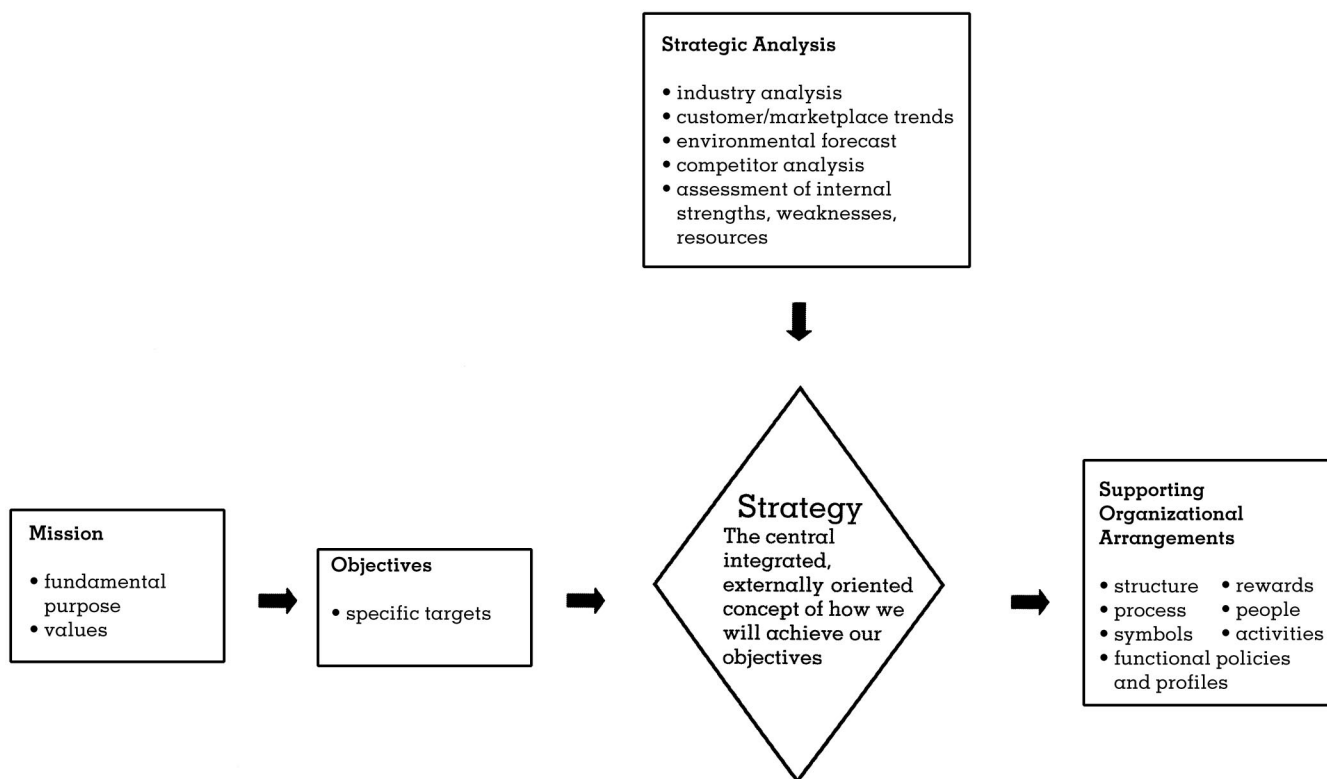 Strategic Analysis
• industry analysis
• customer/marketplace trends
• environmental forecast
• competitor analysis
• assessment of internal
strengths, weaknesses,
resources
Mission
• fundamental
purpose
• values
Objectives
• specific targets
Strategy
The central
integrated,
externally oriented
concept of how we
will achieve our
objectives
Supporting
Organizational
Arrangements
• structure • rewards
• process • people
• symbols • activities
• functional policies
and profiles